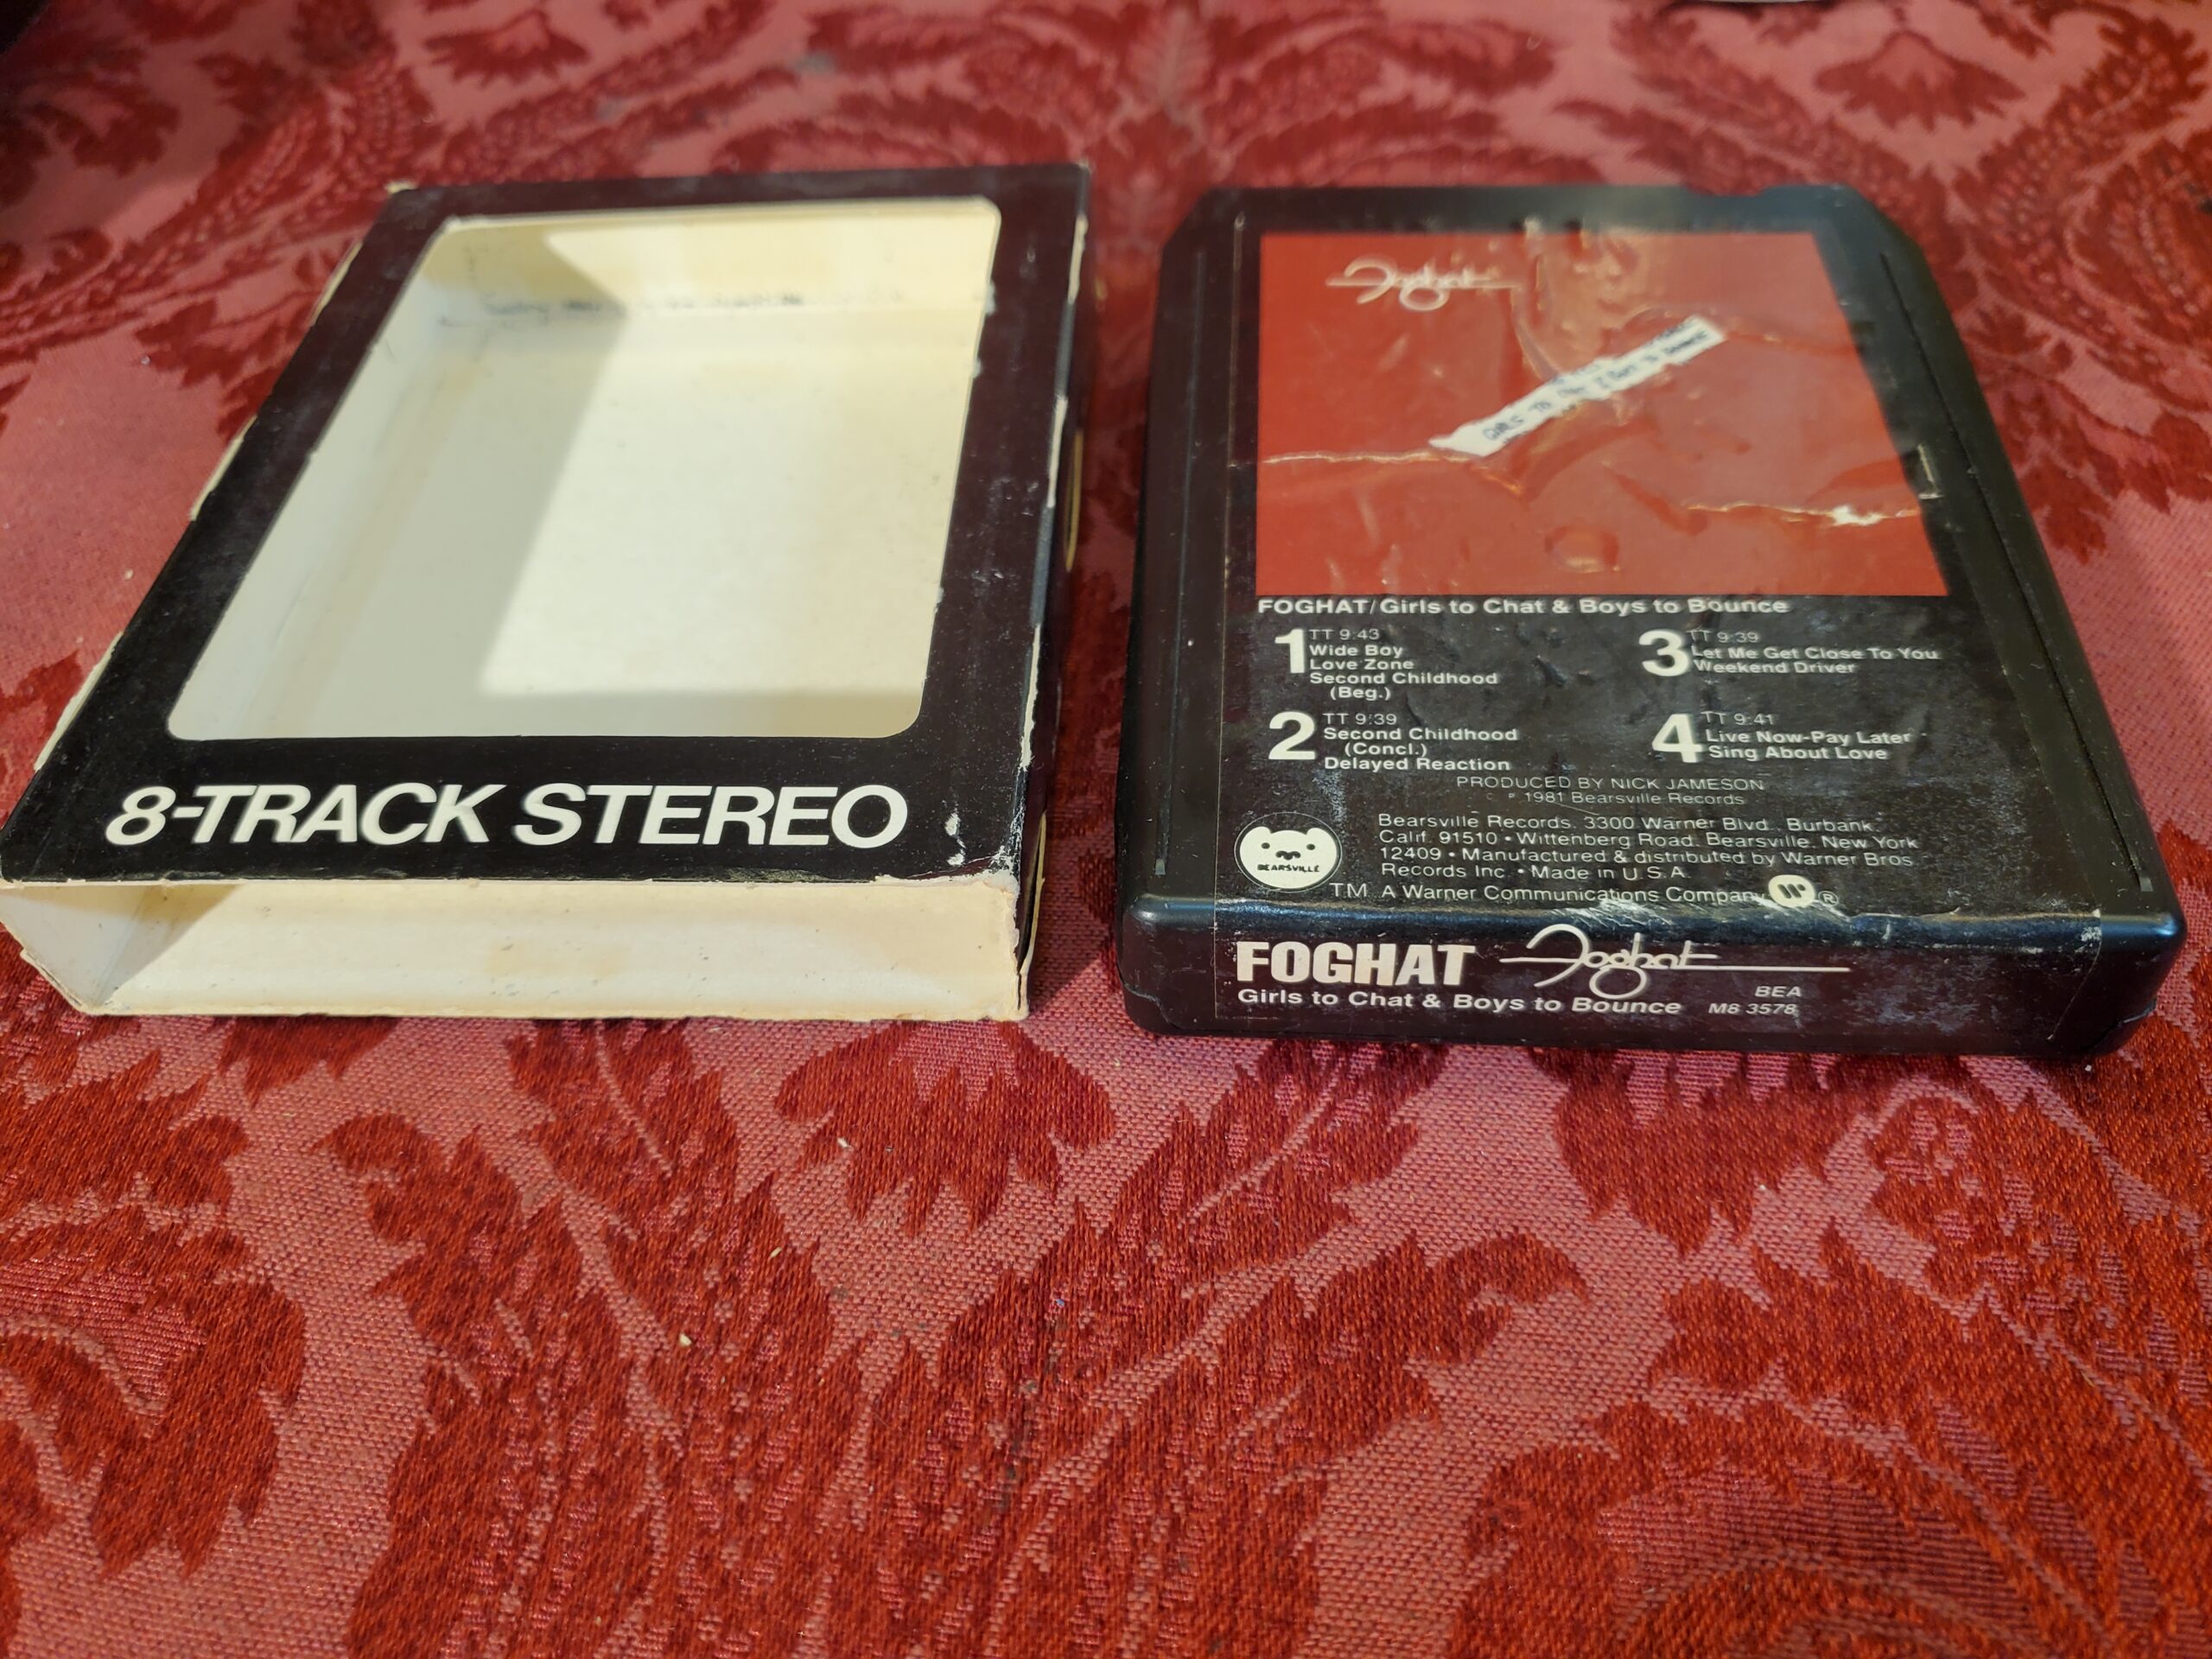 8-TRACK STEREO
Foghat
GIRLS TO
FOGHAT/Girls to Chat & Boys to Bounce
1 TT 9:43
Wide Boy
Love Zone
Second Childhood
(Beg.)
2 TT 9:39
Second Childhood
(Concl.)
Delayed Reaction
3 TT 9:39
Let Me Get Close To You
Weekend Driver
4 TT 9:41
Live Now-Pay Later
Sing About Love
PRODUCED BY NICK JAMESON
℗ 1981 Bearsville Records
BEARSVILLE
Bearsville Records, 3300 Warner Blvd., Burbank,
Calif. 91510 • Wittenberg Road, Bearsville, New York
12409 • Manufactured & distributed by Warner Bros.
Records Inc. • Made in U.S.A.
TM A Warner Communications Company W ®
FOGHAT Foghat
Girls to Chat & Boys to Bounce
BEA
M8 3578